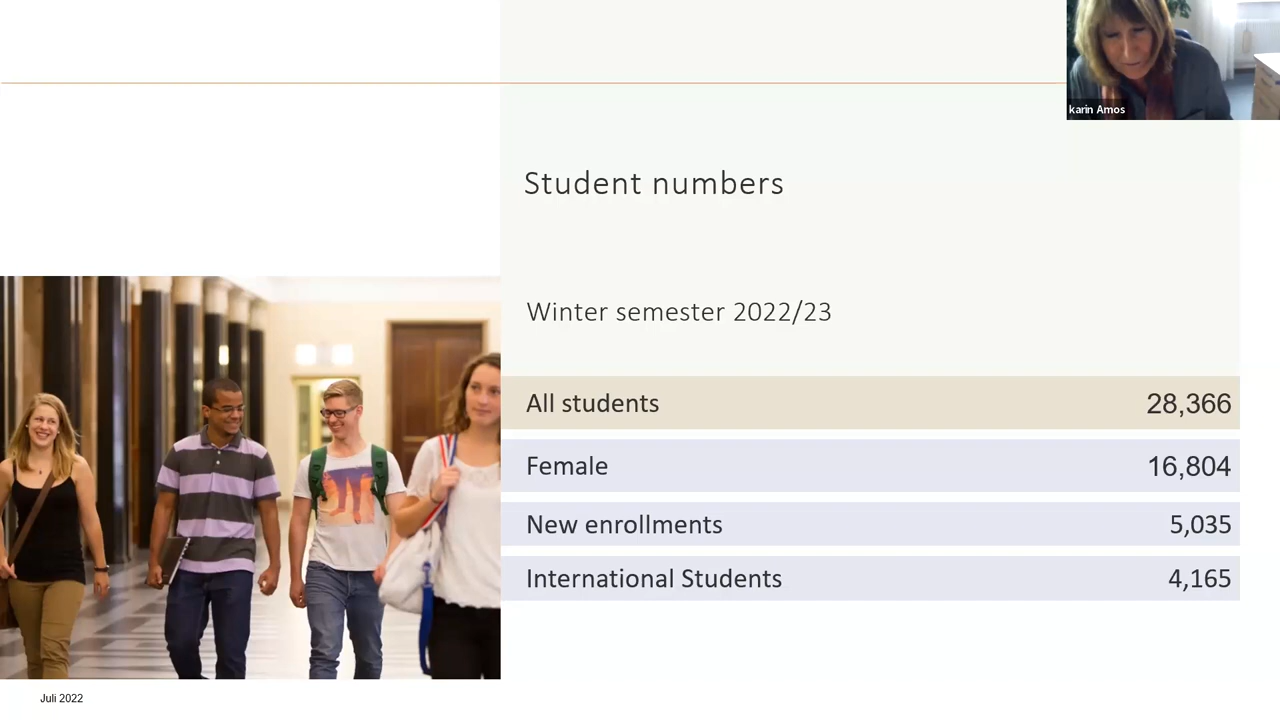 karin Amos
Student numbers
Winter semester 2022/23
All students 28,366
Female 16,804
New enrollments 5,035
International Students 4,165
Juli 2022